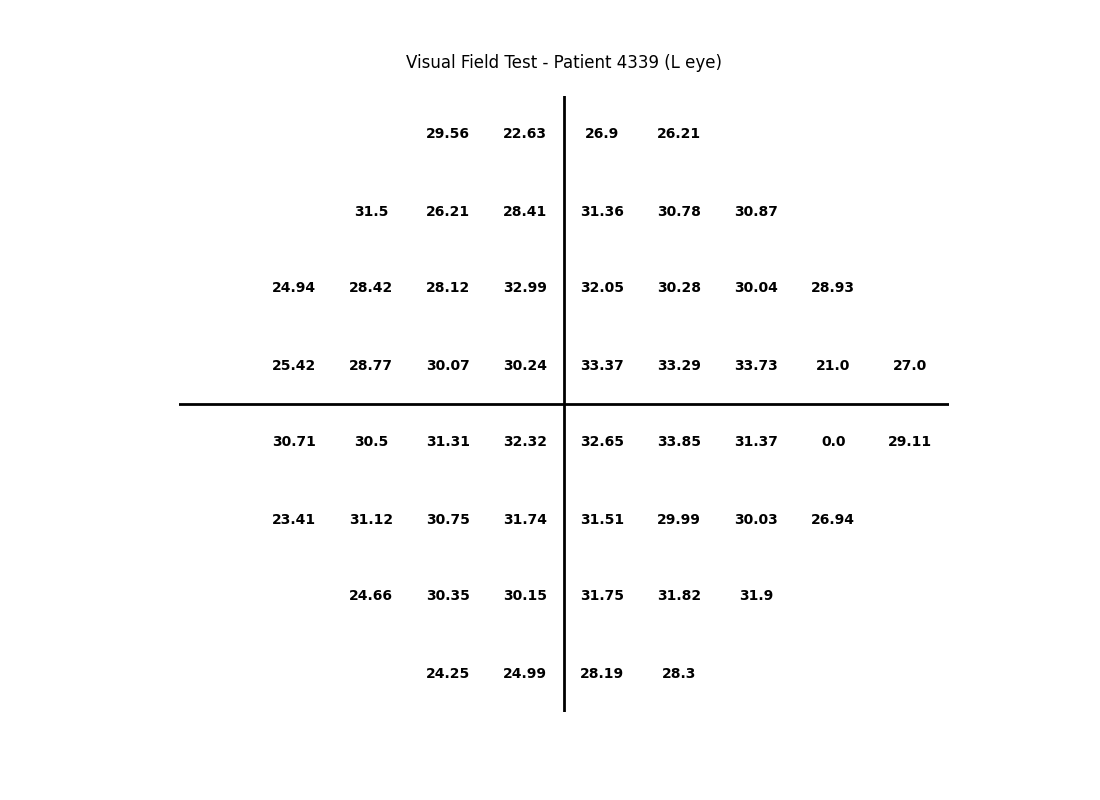 Visual Field Test - Patient 4339 (L eye)
29.56 22.63 26.9 26.21
31.5 26.21 28.41 31.36 30.78 30.87
24.94 28.42 28.12 32.99 32.05 30.28 30.04 28.93
25.42 28.77 30.07 30.24 33.37 33.29 33.73 21.0 27.0
30.71 30.5 31.31 32.32 32.65 33.85 31.37 0.0 29.11
23.41 31.12 30.75 31.74 31.51 29.99 30.03 26.94
24.66 30.35 30.15 31.75 31.82 31.9
24.25 24.99 28.19 28.3